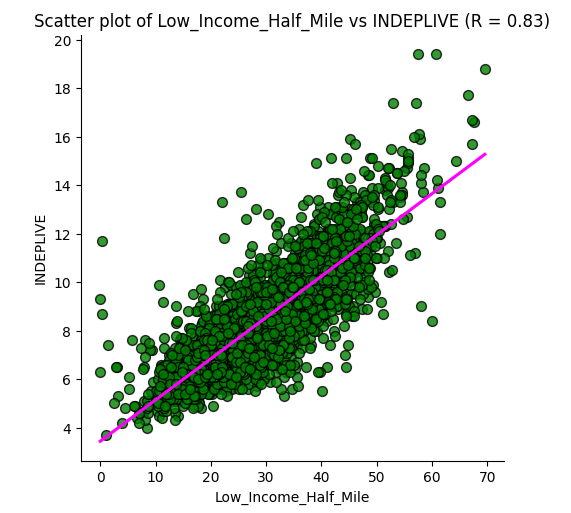 Scatter plot of Low_Income_Half_Mile vs INDEPLIVE (R = 0.83)
20
18
16
14
12
10
8
6
4
INDEPLIVE
0 10 20 30 40 50 60 70
Low_Income_Half_Mile